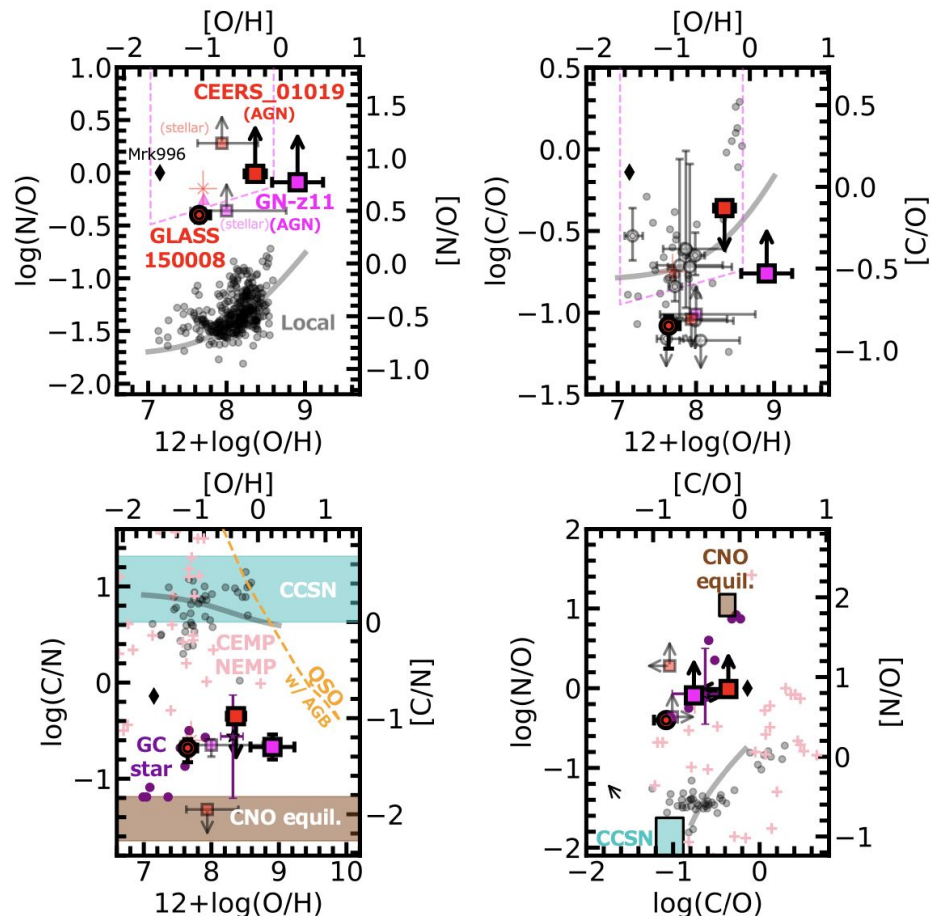 [O/H]
−2 −1 0 1
1.0
0.5
0.0
−0.5
−1.0
−1.5
−2.0
log(N/O)
CEERS_01019
(AGN)
(stellar)
Mrk996
GN-z11
(stellar)(AGN)
GLASS
150008
Local
1.5
1.0
0.5
0.0
−0.5
−1.0
[N/O]
7 8 9
12+log(O/H)
[O/H]
−2 −1 0 1
0.5
0.0
−0.5
−1.0
−1.5
log(C/O)
0.5
0.0
−0.5
−1.0
[C/O]
7 8 9
12+log(O/H)
[O/H]
−2 −1 0 1
1
0
−1
log(C/N)
CCSN
CEMP
NEMP
QSO
w/ AGB
GC
star
CNO equil.
0
−1
−2
[C/N]
7 8 9 10
12+log(O/H)
[C/O]
−2 −1 0 1
2
1
0
−1
−2
log(N/O)
CNO
equil.
CCSN
2
1
0
−1
[N/O]
−2 −1 0
log(C/O)